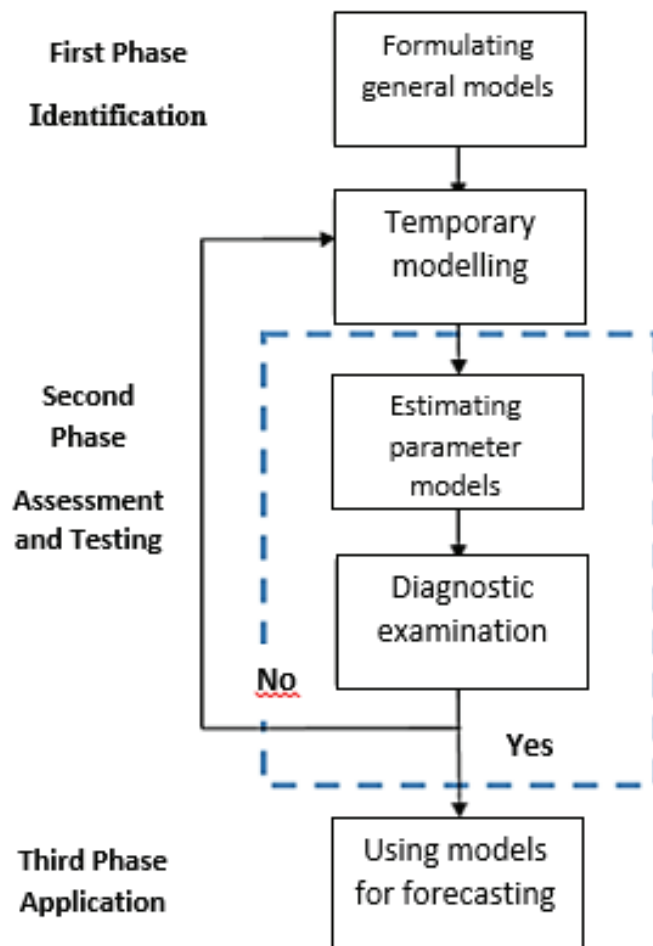 First Phase
Identification
Formulating
general models
Temporary
modelling
Second
Phase
Assessment
and Testing
Estimating
parameter
models
Diagnostic
examination
No
Yes
Third Phase
Application
Using models
for forecasting